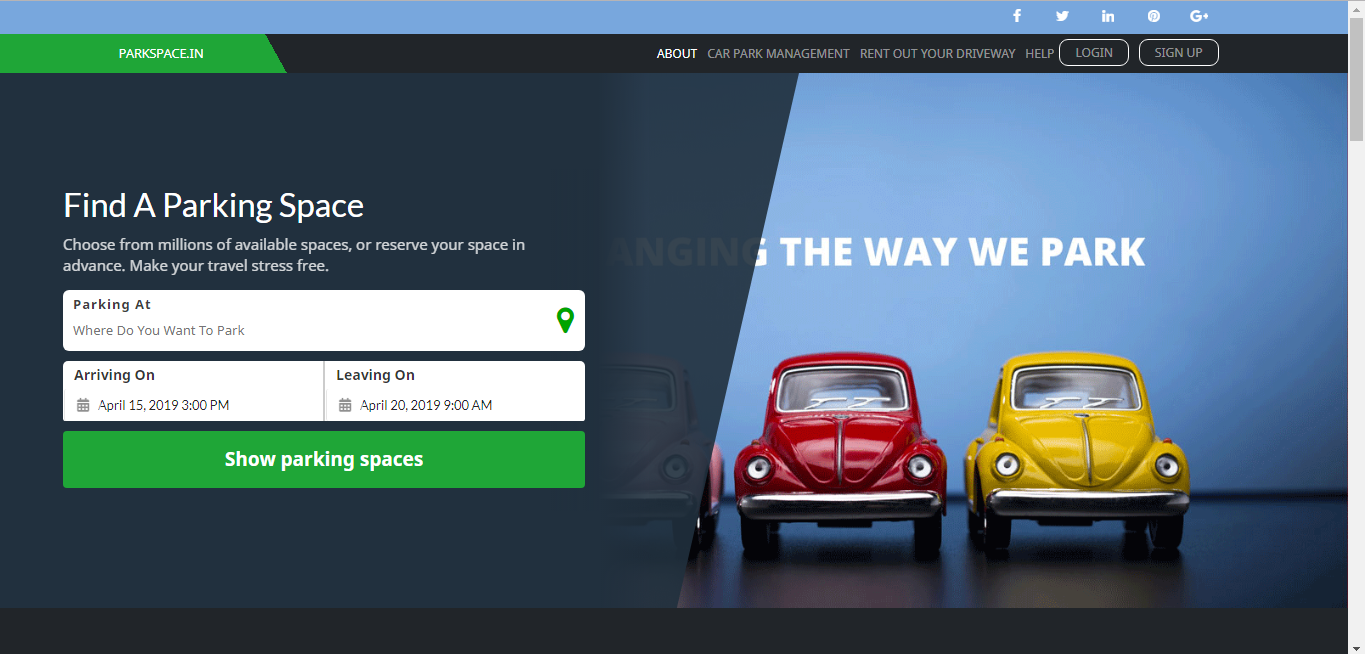 PARKSPACE.IN
ABOUT CAR PARK MANAGEMENT RENT OUT YOUR DRIVEWAY HELP LOGIN SIGN UP
Find A Parking Space
Choose from millions of available spaces, or reserve your space in
advance. Make your travel stress free.
ANGING THE WAY WE PARK
Parking At
Where Do You Want To Park
Arriving On Leaving On
April 15, 2019 3:00 PM April 20, 2019 9:00 AM
Show parking spaces